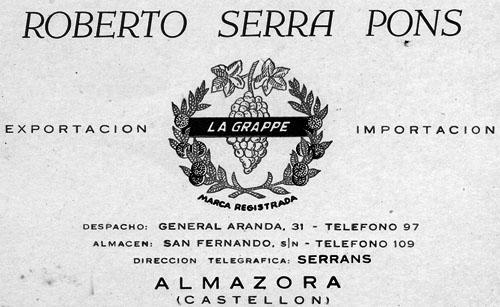 ROBERTO SERRA PONS
EXPORTACION LA GRAPPE IMPORTACION
MARCA REGISTRADA
DESPACHO: GENERAL ARANDA, 31 - TELEFONO 97
ALMACEN: SAN FERNANDO, s|n - TELEFONO 109
DIRECCION TELEGRAFICA: SERRANS
ALMAZORA
(CASTELLON)